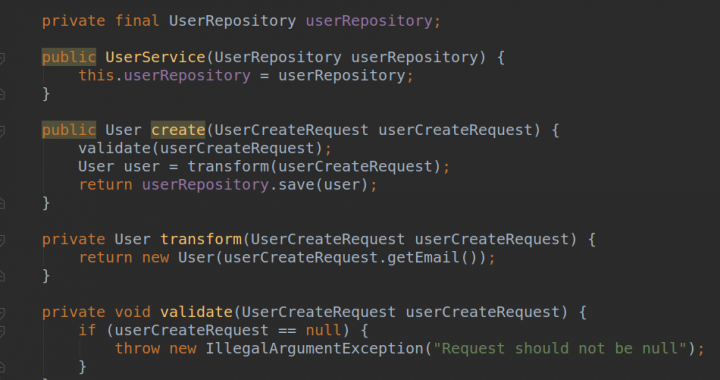 private final UserRepository userRepository;
public UserService(UserRepository userRepository) {
this.userRepository = userRepository;
}
public User create(UserCreateRequest userCreateRequest) {
validate(userCreateRequest);
User user = transform(userCreateRequest);
return userRepository.save(user);
}
private User transform(UserCreateRequest userCreateRequest) {
return new User(userCreateRequest.getEmail());
}
private void validate(UserCreateRequest userCreateRequest) {
if (userCreateRequest == null) {
throw new IllegalArgumentException("Request should not be null");
}